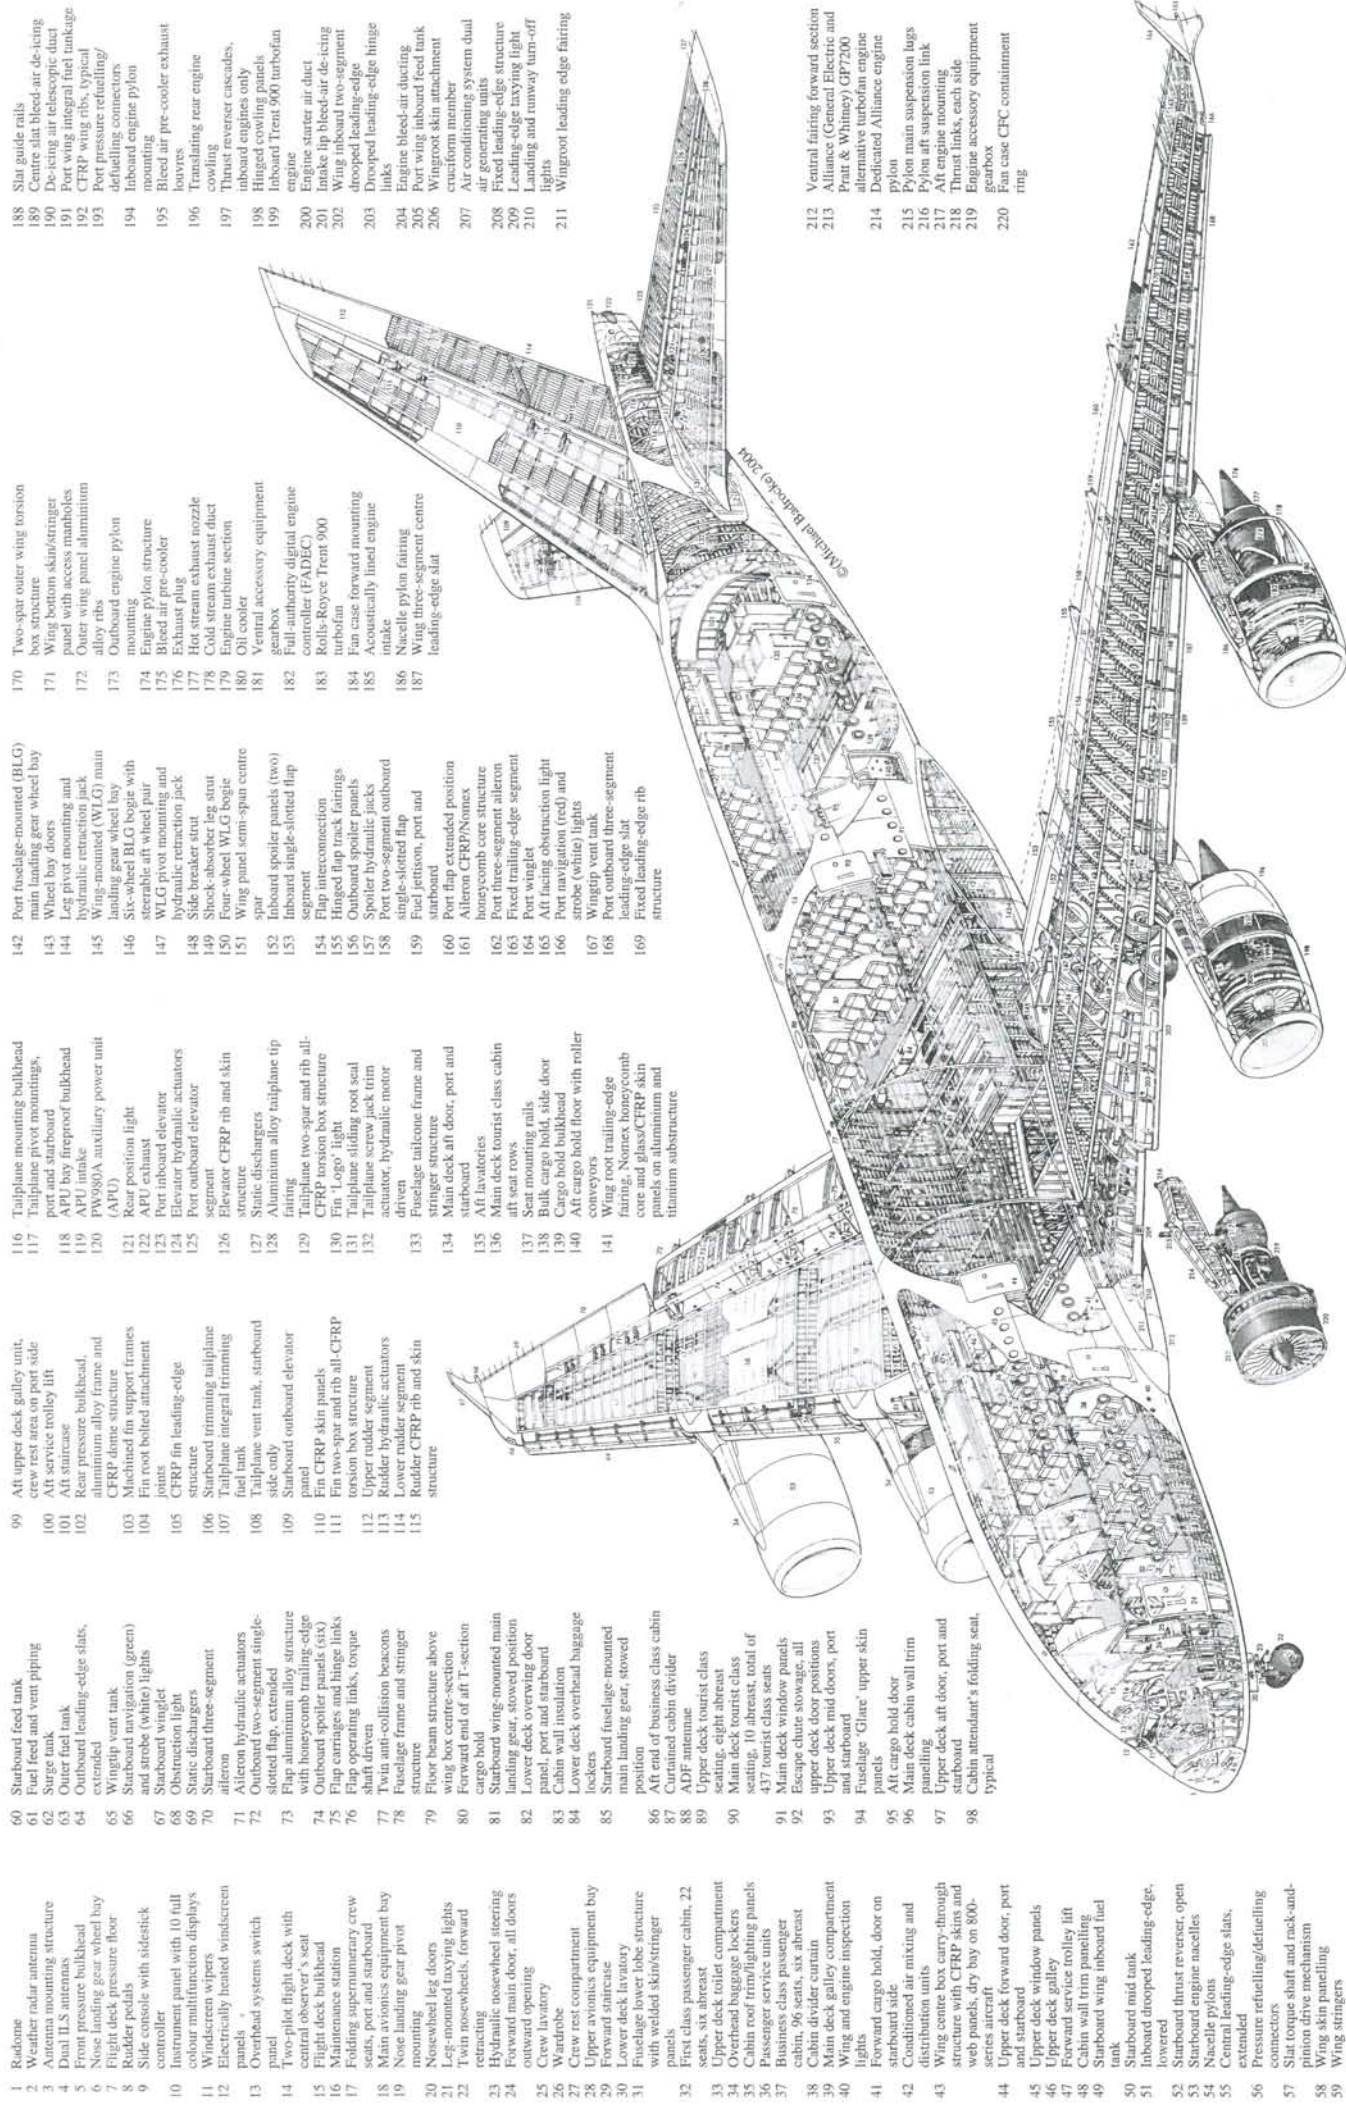 1 Radome
2 Weather radar antenna
3 Antenna mounting structure
4 Dual ILS antennas
5 Front pressure bulkhead
6 Nose landing gear wheel bay
7 Flight deck pressure floor
8 Rudder pedals
9 Side console with sidestick
controller
10 Instrument panel with 10 full
colour multifunction displays
11 Windscreen wipers
12 Electrically heated windscreen
panels
13 Overhead systems switch
panel
14 Two-pilot flight deck with
central observer's seat
15 Flight deck bulkhead
16 Maintenance station
17 Folding supernumerary crew
seats, port and starboard
18 Main avionics equipment bay
19 Nose landing gear pivot
mounting
20 Nosewheel leg doors
21 Leg-mounted taxying lights
22 Twin nosewheels, forward
retracting
23 Hydraulic nosewheel steering
24 Forward main door, all doors
outward opening
25 Crew lavatory
26 Wardrobe
27 Crew rest compartment
28 Upper avionics equipment bay
29 Forward staircase
30 Lower deck lavatory
31 Fuselage lower lobe structure
with welded skin/stringer
panels
32 First class passenger cabin, 22
seats, six abreast
33 Upper deck toilet compartment
34 Overhead baggage lockers
35 Cabin roof trim/lighting panels
36 Passenger service units
37 Business class passenger
cabin, 96 seats, six abreast
38 Cabin divider curtain
39 Main deck galley compartment
40 Wing and engine inspection
lights
41 Forward cargo hold, door on
starboard side
42 Conditioned air mixing and
distribution units
43 Wing centre box carry-through
structure with CFRP skins and
web panels, dry bay on 800-
series aircraft
44 Upper deck forward door, port
and starboard
45 Upper deck window panels
46 Upper deck galley
47 Forward service trolley lift
48 Cabin wall trim panelling
49 Starboard wing inboard fuel
tank
50 Starboard mid tank
51 Inboard drooped leading-edge,
lowered
52 Starboard thrust reverser, open
53 Starboard engine nacelles
54 Nacelle pylons
55 Central leading-edge slats,
extended
56 Pressure refuelling/defuelling
connectors
57 Slat torque shaft and rack-and-
pinion drive mechanism
58 Wing skin panelling
59 Wing stringers
60 Starboard feed tank
61 Fuel feed and vent piping
62 Surge tank
63 Outer fuel tank
64 Outboard leading-edge slats,
extended
65 Wingtip vent tank
66 Starboard navigation (green)
and strobe (white) lights
67 Starboard winglet
68 Obstruction light
69 Static dischargers
70 Starboard three-segment
aileron
71 Aileron hydraulic actuators
72 Outboard two-segment single-
slotted flap, extended
73 Flap aluminium alloy structure
with honeycomb trailing-edge
74 Outboard spoiler panels (six)
75 Flap carriages and hinge links
76 Flap operating links, torque
shaft driven
77 Twin anti-collision beacons
78 Fuselage frame and stringer
structure
79 Floor beam structure above
wing box centre-section
80 Forward end of aft T-section
cargo hold
81 Starboard wing-mounted main
landing gear, stowed position
82 Lower deck overwing door
panel, port and starboard
83 Cabin wall insulation
84 Lower deck overhead baggage
lockers
85 Starboard fuselage-mounted
main landing gear, stowed
position
86 Aft end of business class cabin
87 Curtained cabin divider
88 ADF antennae
89 Upper deck tourist class
seating, eight abreast
90 Main deck tourist class
seating, 10 abreast, total of
437 tourist class seats
91 Main deck window panels
92 Escape chute stowage, all
upper deck door positions
93 Upper deck mid doors, port
and starboard
94 Fuselage 'Glare' upper skin
panels
95 Aft cargo hold door
96 Main deck cabin wall trim
panelling
97 Upper deck aft door, port and
starboard
98 Cabin attendant's folding seat,
typical
99 Aft upper deck galley unit,
crew rest area on port side
100 Aft service trolley lift
101 Aft staircase
102 Rear pressure bulkhead,
aluminium alloy frame and
CFRP dome structure
103 Machined fin support frames
104 Fin root bolted attachment
joints
105 CFRP fin leading-edge
structure
106 Starboard trimming tailplane
107 Tailplane integral trimming
fuel tank
108 Tailplane vent tank, starboard
side only
109 Starboard outboard elevator
panel
110 Fin CFRP skin panels
111 Fin two-spar and rib all-CFRP
torsion box structure
112 Upper rudder segment
113 Rudder hydraulic actuators
114 Lower rudder segment
115 Rudder CFRP rib and skin
structure
116 Tailplane mounting bulkhead
117 Tailplane pivot mountings,
port and starboard
118 APU bay fireproof bulkhead
119 APU intake
120 PW980A auxiliary power unit
(APU)
121 Rear position light
122 APU exhaust
123 Port inboard elevator
124 Elevator hydraulic actuators
125 Port outboard elevator
segment
126 Elevator CFRP rib and skin
structure
127 Static dischargers
128 Aluminium alloy tailplane tip
fairing
129 Tailplane two-spar and rib all-
CFRP torsion box structure
130 Fin 'Logo' light
131 Tailplane sliding root seal
132 Tailplane screw jack trim
actuator, hydraulic motor
driven
133 Fuselage tailcone frame and
stringer structure
134 Main deck aft door, port and
starboard
135 Aft lavatories
136 Main deck tourist class cabin
aft seat rows
137 Seat mounting rails
138 Bulk cargo hold, side door
139 Cargo hold bulkhead
140 Aft cargo hold floor with roller
conveyors
141 Wing root trailing-edge
fairing, Nomex honeycomb
core and glass/CFRP skin
panels on aluminium and
titanium substructure
142 Port fuselage-mounted (BLG)
main landing gear wheel bay
143 Wheel bay doors
144 Leg pivot mounting and
hydraulic retraction jack
145 Wing-mounted (WLG) main
landing gear wheel bay
146 Six-wheel BLG bogie with
steerable aft wheel pair
147 WLG pivot mounting and
hydraulic retraction jack
148 Side breaker strut
149 Shock-absorber leg strut
150 Four-wheel WLG bogie
151 Wing panel semi-span centre
spar
152 Inboard spoiler panels (two)
153 Inboard single-slotted flap
segment
154 Flap interconnection
155 Hinged flap track fairings
156 Outboard spoiler panels
157 Spoiler hydraulic jacks
158 Port two-segment outboard
single-slotted flap
159 Fuel jettison, port and
starboard
160 Port flap extended position
161 Aileron CFRP/Nomex
honeycomb core structure
162 Port three-segment aileron
163 Fixed trailing-edge segment
164 Port winglet
165 Aft facing obstruction light
166 Port navigation (red) and
strobe (white) lights
167 Wingtip vent tank
168 Port outboard three-segment
leading-edge slat
169 Fixed leading-edge rib
structure
170 Two-spar outer wing torsion
box structure
171 Wing bottom skin/stringer
panel with access manholes
172 Outer wing panel aluminium
alloy ribs
173 Outboard engine pylon
mounting
174 Engine pylon structure
175 Bleed air pre-cooler
176 Exhaust plug
177 Hot stream exhaust nozzle
178 Cold stream exhaust duct
179 Engine turbine section
180 Oil cooler
181 Ventral accessory equipment
gearbox
182 Full-authority digital engine
controller (FADEC)
183 Rolls-Royce Trent 900
turbofan
184 Fan case forward mounting
185 Acoustically lined engine
intake
186 Nacelle pylon fairing
187 Wing three-segment centre
leading-edge slat
188 Slat guide rails
189 Centre slat bleed-air de-icing
190 De-icing air telescopic duct
191 Port wing integral fuel tankage
192 CFRP wing ribs, typical
193 Port pressure refuelling/
defuelling connectors
194 Inboard engine pylon
mounting
195 Bleed air pre-cooler exhaust
louvres
196 Translating rear engine
cowling
197 Thrust reverser cascades,
inboard engines only
198 Hinged cowling panels
199 Inboard Trent 900 turbofan
engine
200 Engine starter air duct
201 Intake lip bleed-air de-icing
202 Wing inboard two-segment
drooped leading-edge
203 Drooped leading-edge hinge
links
204 Engine bleed-air ducting
205 Port wing inboard feed tank
206 Wingroot skin attachment
cruciform member
207 Air conditioning system dual
air generating units
208 Fixed leading-edge structure
209 Leading-edge taxying light
210 Landing and runway turn-off
lights
211 Wingroot leading edge fairing
212 Ventral fairing forward section
213 Alliance (General Electric and
Pratt & Whitney) GP7200
alternative turbofan engine
214 Dedicated Alliance engine
pylon
215 Pylon main suspension lugs
216 Pylon aft suspension link
217 Aft engine mounting
218 Thrust links, each side
219 Engine accessory equipment
gearbox
220 Fan case CFC containment
ring
©(Michael Badrocke) 2004